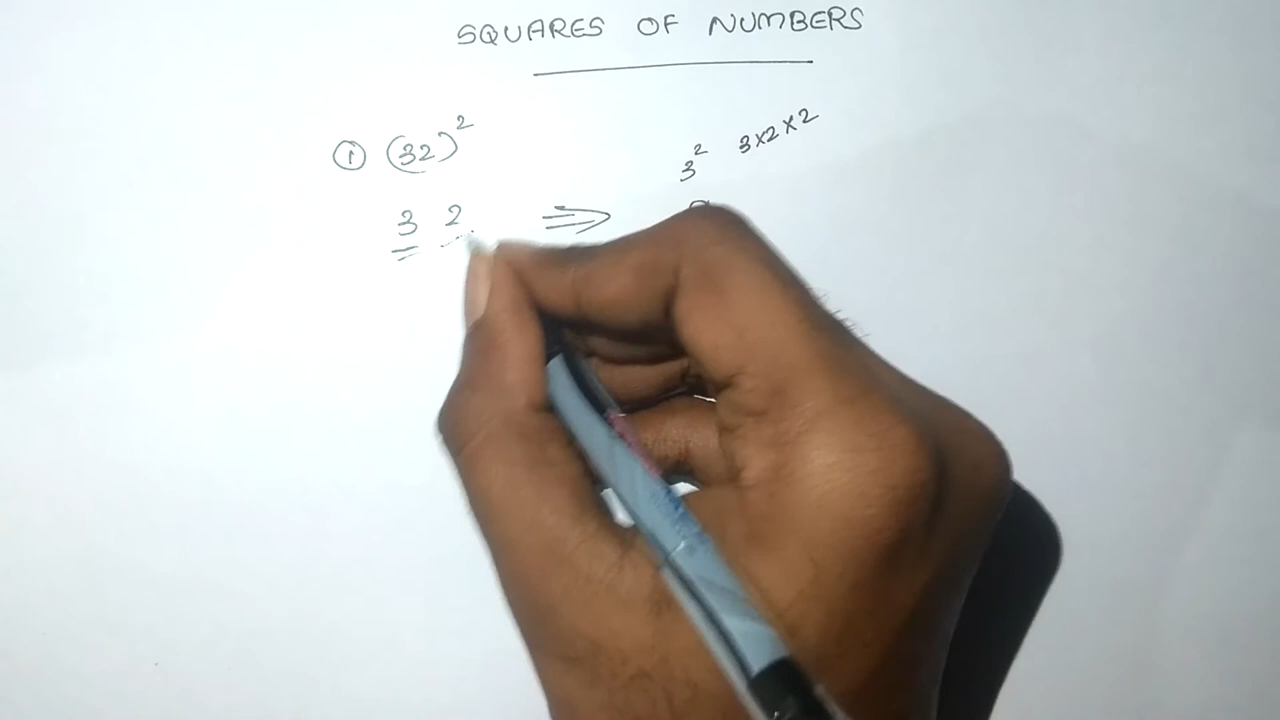 SQUARES OF NUMBERS
① (32)²
3² 3×2×2
3 2 ⇒